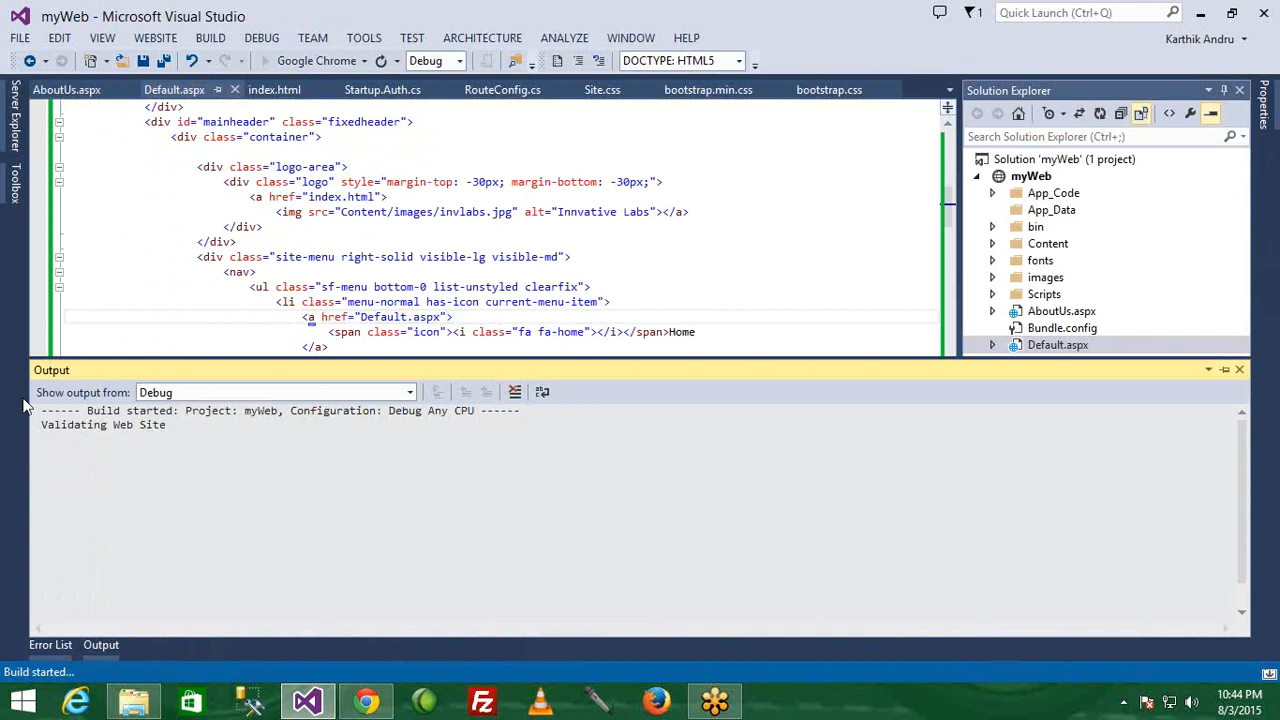 myWeb - Microsoft Visual Studio
1
Quick Launch (Ctrl+Q)
FILE EDIT VIEW WEBSITE BUILD DEBUG TEAM TOOLS TEST ARCHITECTURE ANALYZE WINDOW HELP
Karthik Andru
Google Chrome
Debug
DOCTYPE: HTML5
Server Explorer
Toolbox
AboutUs.aspx Default.aspx index.html Startup.Auth.cs RouteConfig.cs Site.css bootstrap.min.css bootstrap.css
</div>
<div id="mainheader" class="fixedheader">
<div class="container">
<div class="logo-area">
<div class="logo" style="margin-top: -30px; margin-bottom: -30px;">
<a href="index.html">
<img src="Content/images/invlabs.jpg" alt="Innvative Labs"></a>
</div>
</div>
<div class="site-menu right-solid visible-lg visible-md">
<nav>
<ul class="sf-menu bottom-0 list-unstyled clearfix">
<li class="menu-normal has-icon current-menu-item">
<a href="Default.aspx">
<span class="icon"><i class="fa fa-home"></i></span>Home
</a>
Solution Explorer
Search Solution Explorer (Ctrl+;)
Solution 'myWeb' (1 project)
myWeb
App_Code
App_Data
bin
Content
fonts
images
Scripts
AboutUs.aspx
Bundle.config
Default.aspx
Properties
Output
Show output from: Debug
------ Build started: Project: myWeb, Configuration: Debug Any CPU ------
Validating Web Site
Error List Output
Build started...
10:44 PM
8/3/2015